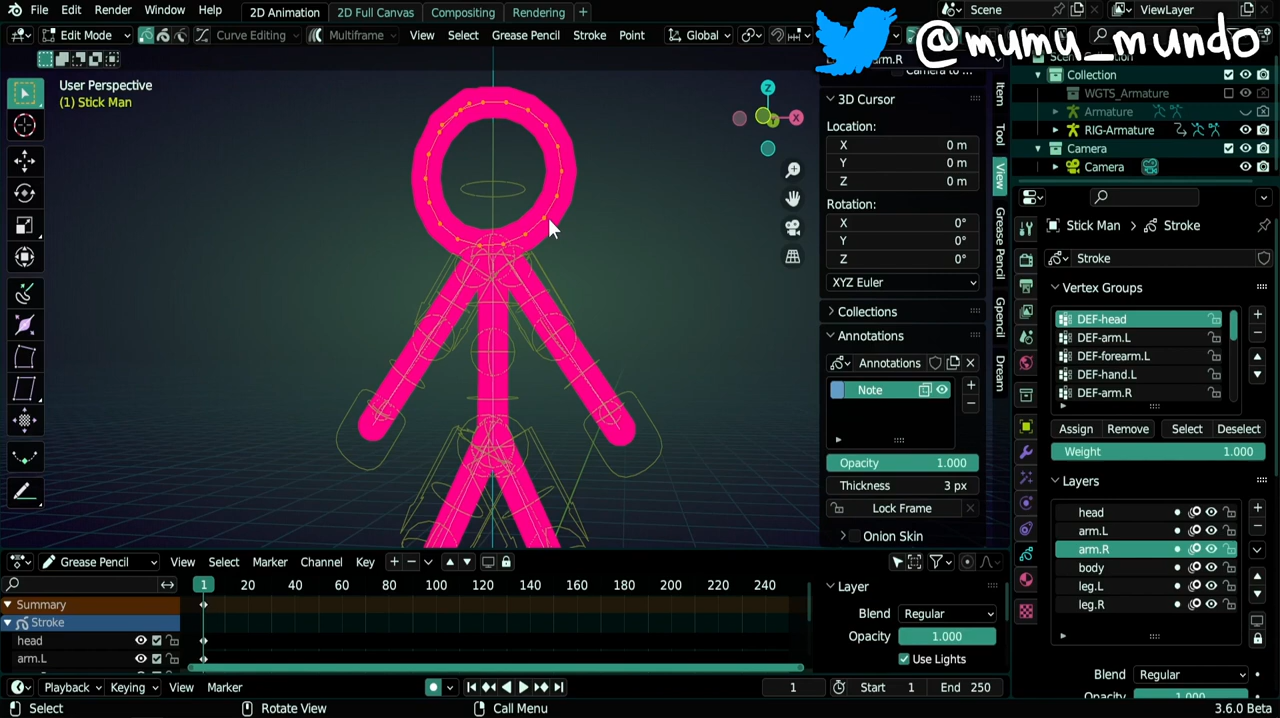 File Edit Render Window Help 2D Animation 2D Full Canvas Compositing Rendering + Scene ViewLayer
@mumu_mundo
Edit Mode Curve Editing Multiframe View Select Grease Pencil Stroke Point Global
User Perspective
(1) Stick Man
Z
X
Y
3D Cursor
Location:
X 0 m
Y 0 m
Z 0 m
Rotation:
X 0°
Y 0°
Z 0°
XYZ Euler
Collections
Annotations
Annotations
Note
Opacity 1.000
Thickness 3 px
Lock Frame
Onion Skin
Item
Tool
View
Grease Pencil
Gpencil
Dream
Collection
WGTS_Armature
Armature
RIG-Armature
Camera
Camera
Stick Man Stroke
Stroke
Vertex Groups
DEF-head
DEF-arm.L
DEF-forearm.L
DEF-hand.L
DEF-arm.R
Assign Remove Select Deselect
Weight 1.000
Layers
head
arm.L
arm.R
body
leg.L
leg.R
Blend Regular
Grease Pencil View Select Marker Channel Key
1 20 40 60 80 100 120 140 160 180 200 220 240
Summary
Stroke
head
arm.L
Layer
Blend Regular
Opacity 1.000
Use Lights
Playback Keying View Marker 1 Start 1 End 250
Select Rotate View Call Menu 3.6.0 Beta